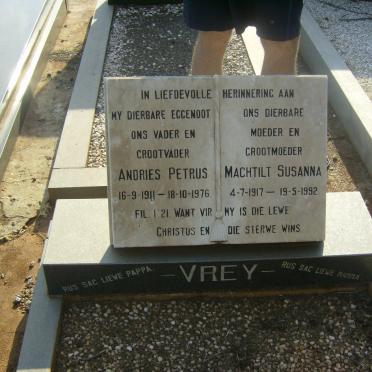 IN LIEFDEVOLLE HERINNERING AAN
MY DIERBARE EGGENOOT
ONS VADER EN
GROOTVADER
ANDRIES PETRUS
16-9-1911 – 18-10-1976
ONS DIERBARE
MOEDER EN
GROOTMOEDER
MACHTILT SUSANNA
4-7-1917 – 19-5-1992
FIL 1:21 WANT VIR MY IS DIE LEWE
CHRISTUS EN DIE STERWE WINS
RUS SAG LIEWE PAPPA. – VREY – RUS SAG LIEWE MAMMA